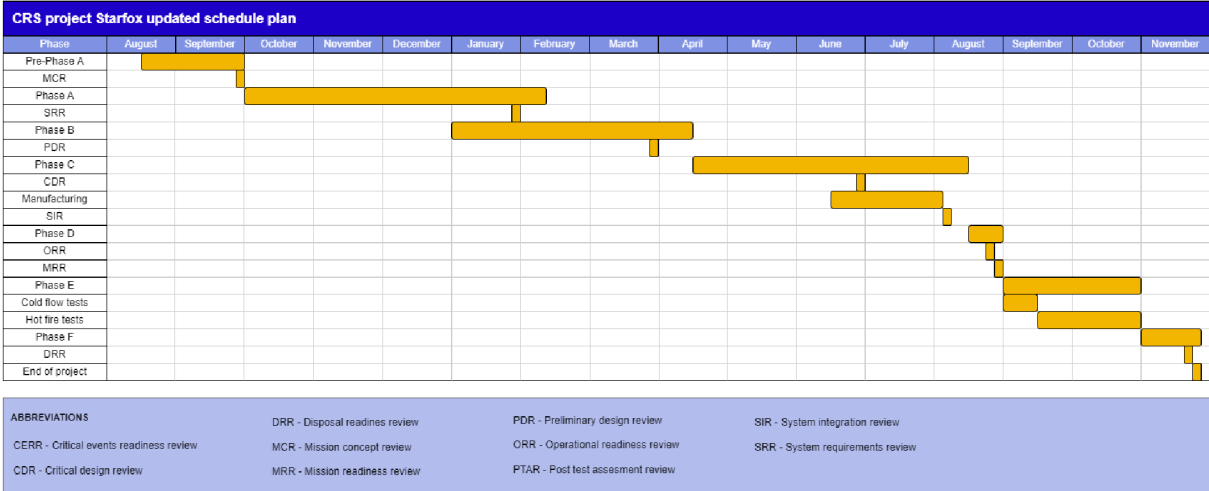 CRS project Starfox updated schedule plan
Phase August September October November December January February March April May June July August September October November
Pre-Phase A
MCR
Phase A
SRR
Phase B
PDR
Phase C
CDR
Manufacturing
SIR
Phase D
ORR
MRR
Phase E
Cold flow tests
Hot fire tests
Phase F
DRR
End of project
ABBREVIATIONS
CERR - Critical events readiness review
CDR - Critical design review
DRR - Disposal readines review
MCR - Mission concept review
MRR - Mission readiness review
PDR - Preliminary design review
ORR - Operational readiness review
PTAR - Post test assesment review
SIR - System integration review
SRR - System requirements review